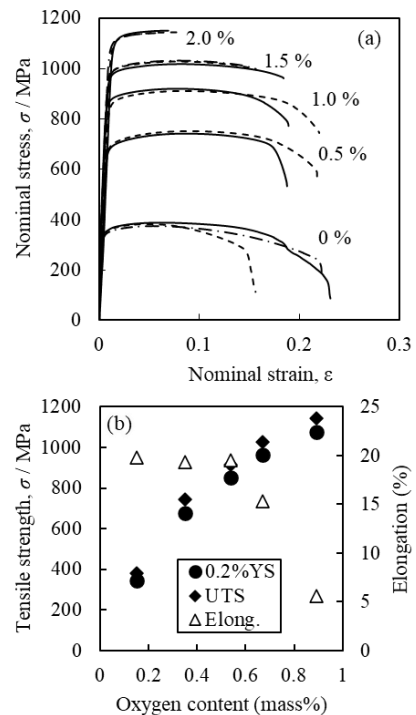 1200
1000
800
600
400
200
0
Nominal stress, σ / MPa
(a)
2.0 %
1.5 %
1.0 %
0.5 %
0 %
0 0.1 0.2 0.3
Nominal strain, ε
1200
1000
800
600
400
200
0
Tensile strength, σ / MPa
(b)
0.2%YS
UTS
Elong.
25
20
15
10
5
0
Elongation (%)
0 0.2 0.4 0.6 0.8 1
Oxygen content (mass%)